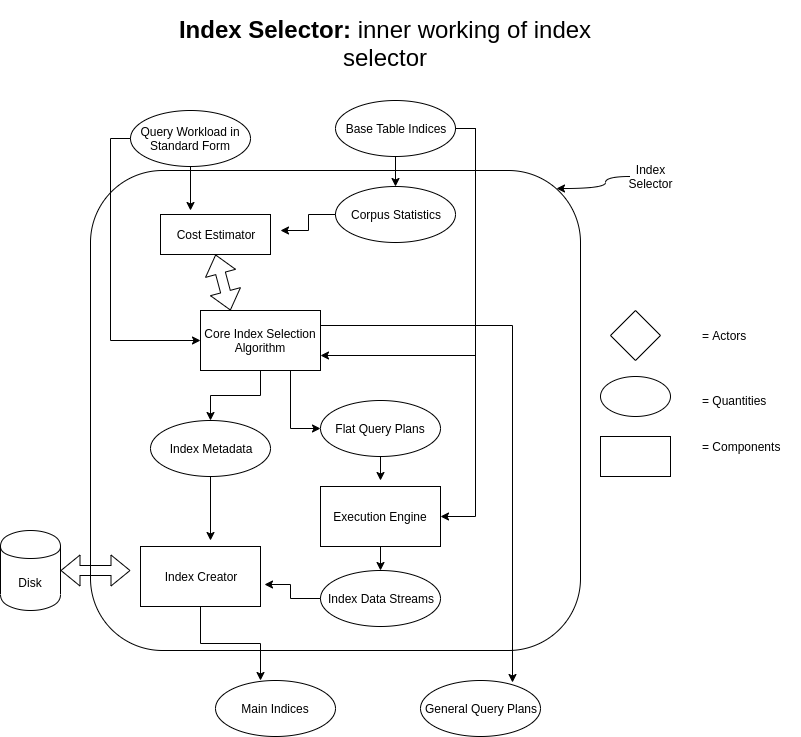 Index Selector: inner working of index
selector
Query Workload in
Standard Form
Base Table Indices
Index
Selector
Corpus Statistics
Cost Estimator
Core Index Selection
Algorithm
= Actors
= Quantities
= Components
Flat Query Plans
Index Metadata
Execution Engine
Disk
Index Creator
Index Data Streams
Main Indices
General Query Plans